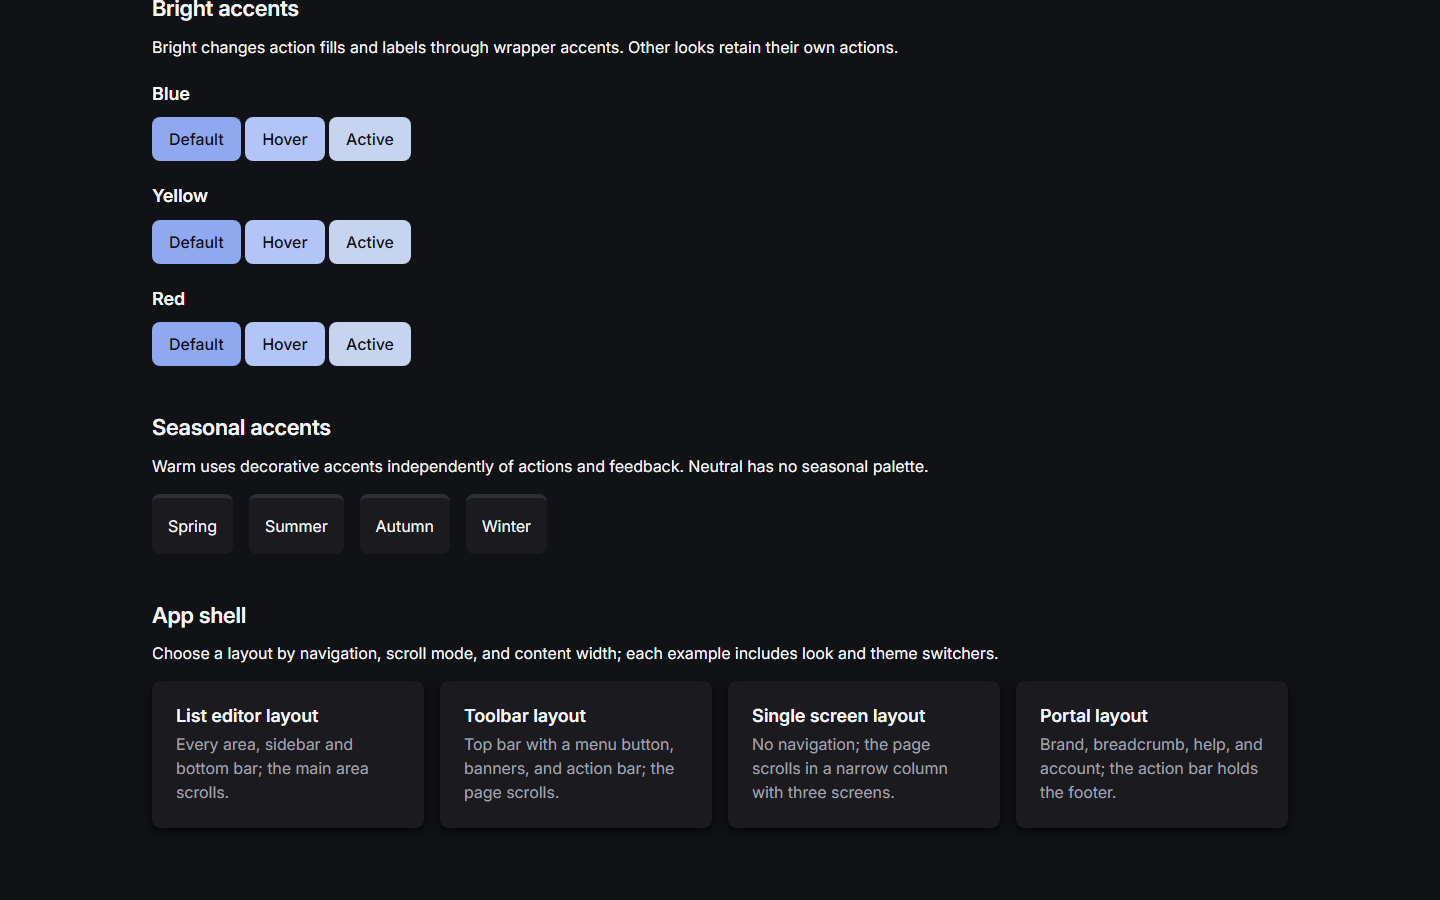 Bright accents
Bright changes action fills and labels through wrapper accents. Other looks retain their own actions.
Blue
Default Hover Active
Yellow
Default Hover Active
Red
Default Hover Active
Seasonal accents
Warm uses decorative accents independently of actions and feedback. Neutral has no seasonal palette.
Spring Summer Autumn Winter
App shell
Choose a layout by navigation, scroll mode, and content width; each example includes look and theme switchers.
List editor layout
Every area, sidebar and
bottom bar; the main area
scrolls.
Toolbar layout
Top bar with a menu button,
banners, and action bar; the
page scrolls.
Single screen layout
No navigation; the page
scrolls in a narrow column
with three screens.
Portal layout
Brand, breadcrumb, help, and
account; the action bar holds
the footer.